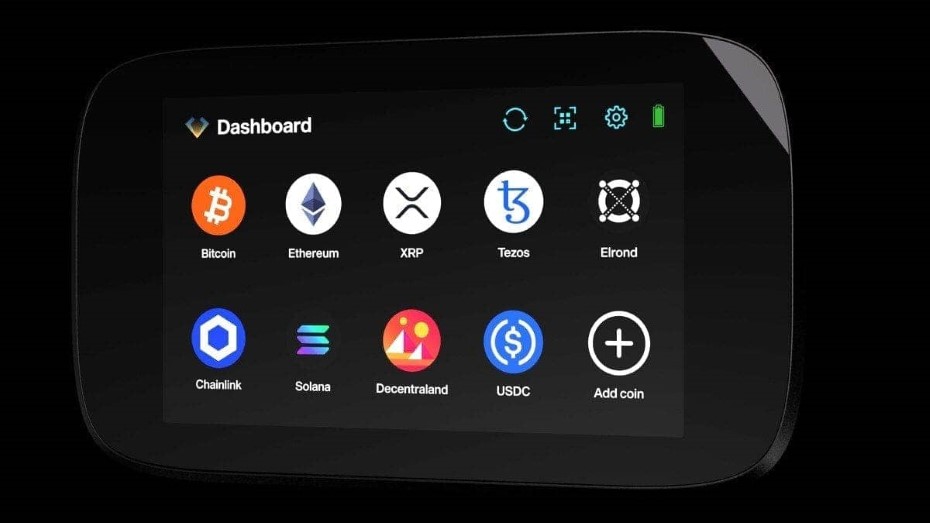 Dashboard
Bitcoin
Ethereum
XRP
Tezos
Elrond
Chainlink
Solana
Decentraland
USDC
Add coin